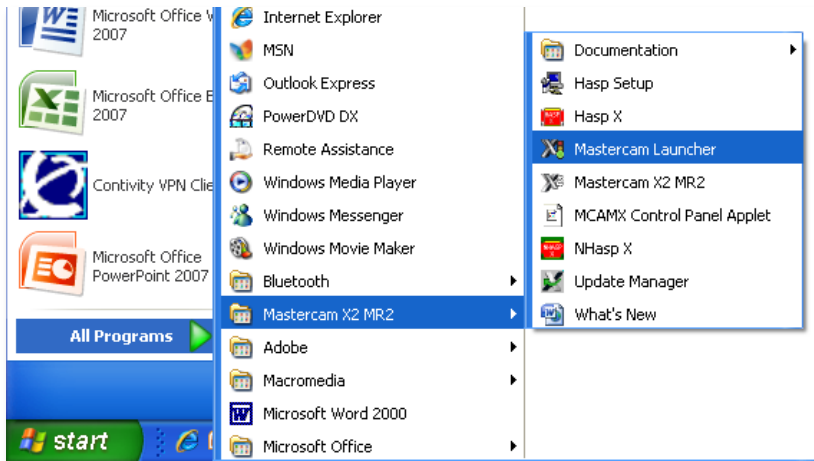 Microsoft Office
2007
Microsoft Office
2007
Contivity VPN Clie
Microsoft Office
PowerPoint 2007
All Programs
start
Internet Explorer
MSN
Outlook Express
PowerDVD DX
Remote Assistance
Windows Media Player
Windows Messenger
Windows Movie Maker
Bluetooth
Mastercam X2 MR2
Adobe
Macromedia
Microsoft Word 2000
Microsoft Office
Documentation
Hasp Setup
Hasp X
Mastercam Launcher
Mastercam X2 MR2
MCAMX Control Panel Applet
NHasp X
Update Manager
What's New